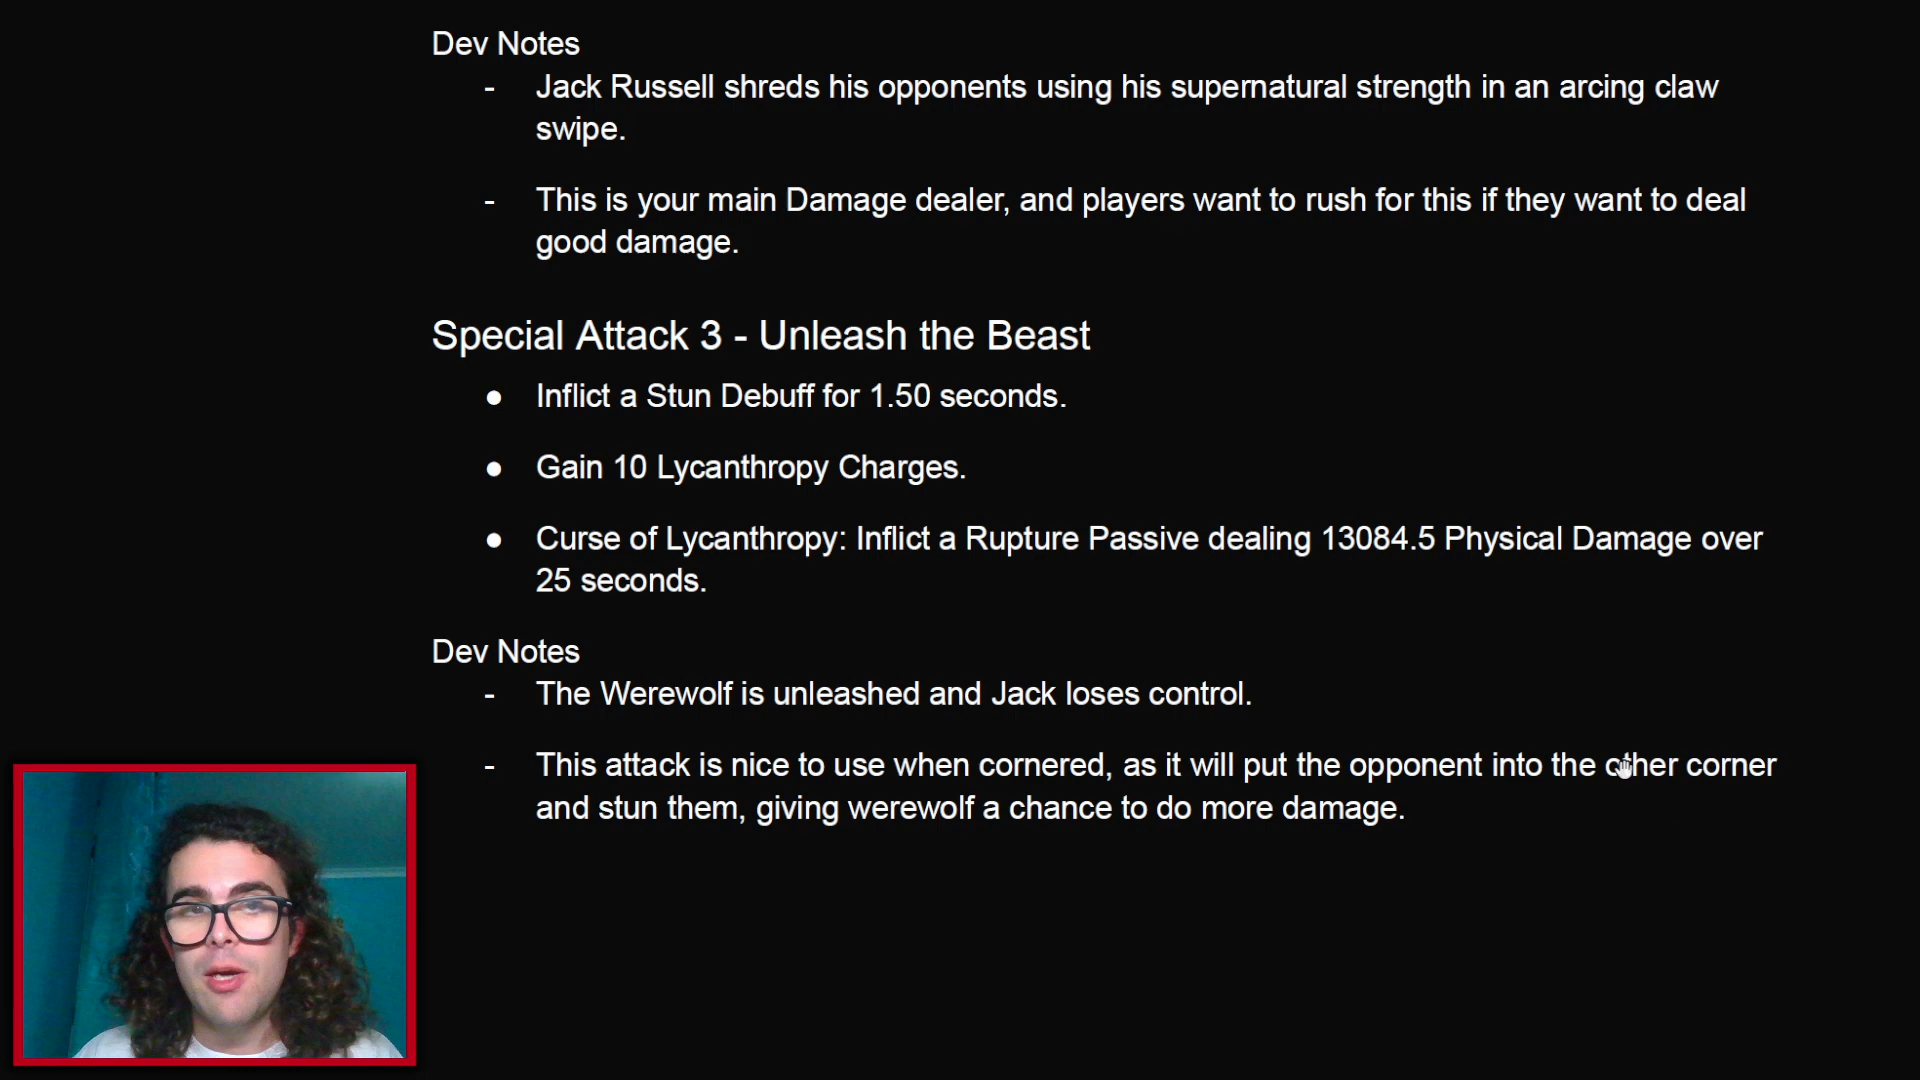 Dev Notes
- Jack Russell shreds his opponents using his supernatural strength in an arcing claw
swipe.
- This is your main Damage dealer, and players want to rush for this if they want to deal
good damage.
Special Attack 3 - Unleash the Beast
● Inflict a Stun Debuff for 1.50 seconds.
● Gain 10 Lycanthropy Charges.
● Curse of Lycanthropy: Inflict a Rupture Passive dealing 13084.5 Physical Damage over
25 seconds.
Dev Notes
- The Werewolf is unleashed and Jack loses control.
- This attack is nice to use when cornered, as it will put the opponent into the other corner
and stun them, giving werewolf a chance to do more damage.